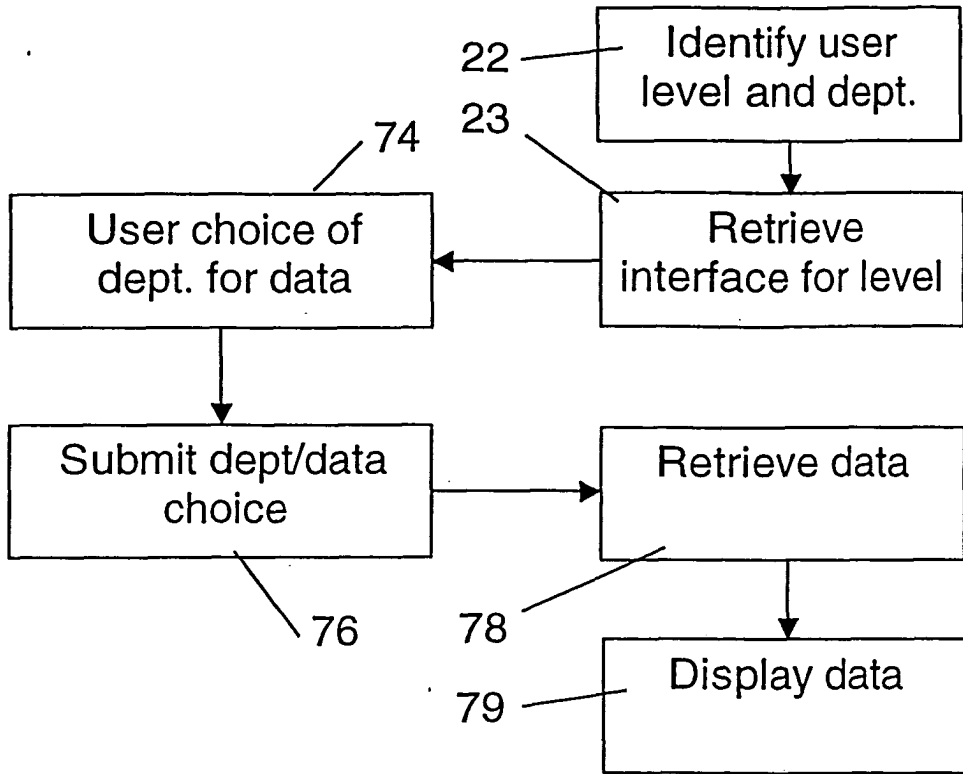 22
Identify user
level and dept.
23
Retrieve
interface for level
74
User choice of
dept. for data
Submit dept/data
choice
76
Retrieve data
78
Display data
79